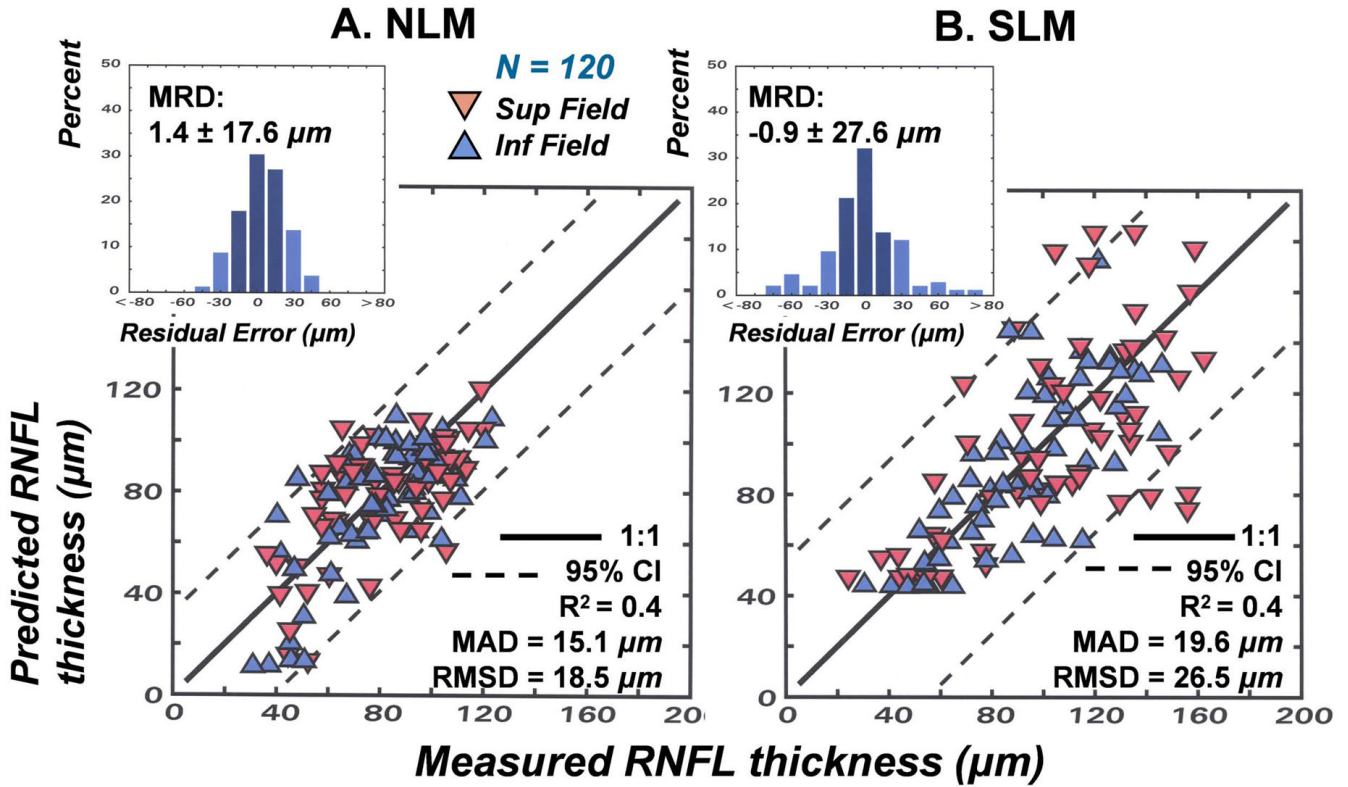 A. NLM
B. SLM
Percent
50
40
30
20
10
0
MRD:
1.4 ± 17.6 µm
<-80 -60 -30 0 30 60 >80
Residual Error (µm)
N = 120
Sup Field
Inf Field
Percent
50
40
30
20
10
0
MRD:
-0.9 ± 27.6 µm
<-80 -60 -30 0 30 60 >80
Residual Error (µm)
Predicted RNFL
thickness (µm)
120
80
40
0
0 40 80 120 160 20
1:1
95% CI
R² = 0.4
MAD = 15.1 µm
RMSD = 18.5 µm
120
80
40
0
0 40 80 120 160 200
1:1
95% CI
R² = 0.4
MAD = 19.6 µm
RMSD = 26.5 µm
Measured RNFL thickness (µm)